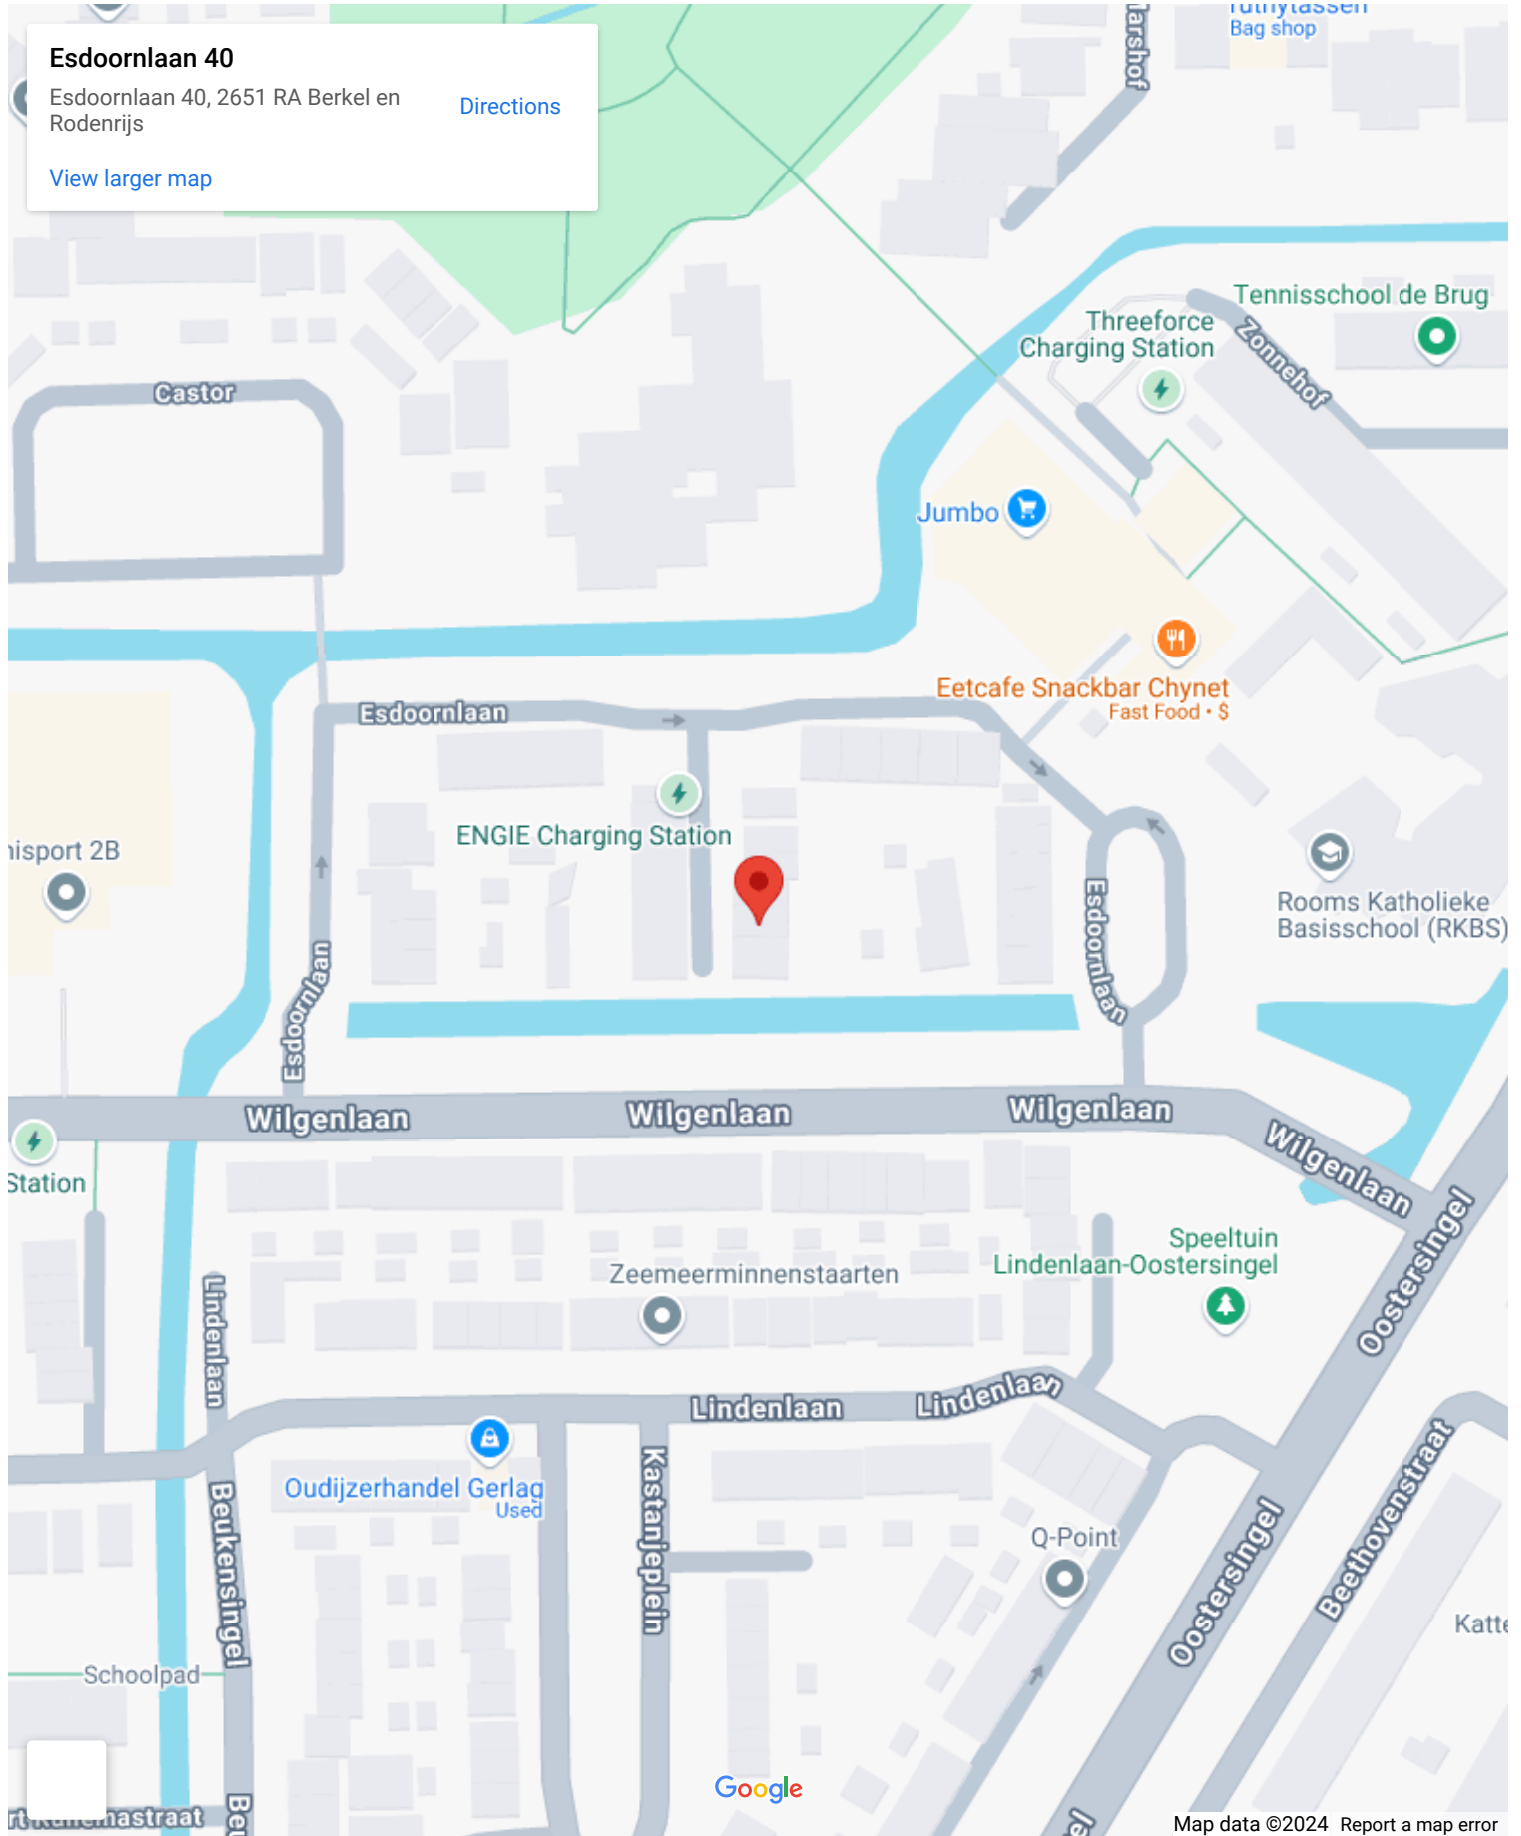 Esdoornlaan 40
Esdoornlaan 40, 2651 RA Berkel en
Rodenrijs
Directions
View larger map
Bag shop
Tennisschool de Brug
Threeforce
Charging Station
Zonnehof
Castor
Jumbo
Eetcafe Snackbar Chynet
Fast Food • $
Esdoornlaan
ENGIE Charging Station
Rooms Katholieke
Basisschool (RKBS)
Esdoornlaan
Esdoornlaan
Wilgenlaan
Wilgenlaan
Wilgenlaan
Wilgenlaan
Station
Speeltuin
Lindenlaan-Oostersingel
Oostersingel
Zeemeerminnenstaarten
Lindenlaan
Lindenlaan
Lindenlaan
Oudijzerhandel Gerlag
Used
Kastanjeplein
Beukensingel
Q-Point
Oostersingel
Beethovenstraat
Schoolpad
Google
Map data ©2024
Report a map error